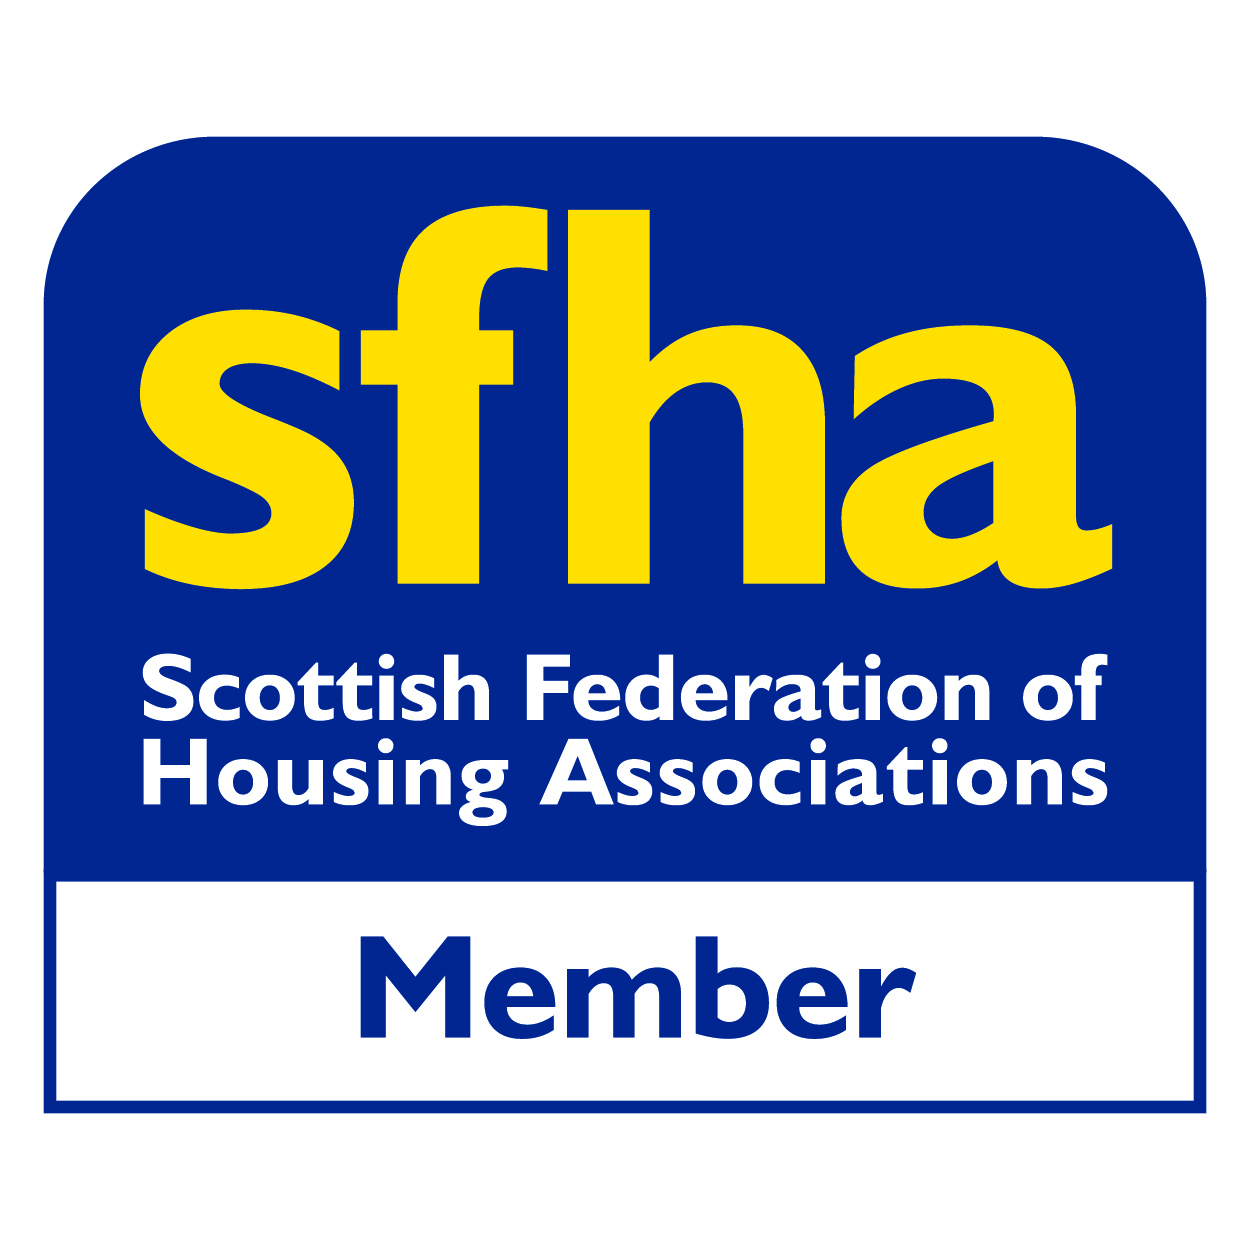 sfha
Scottish Federation of
Housing Associations
Member